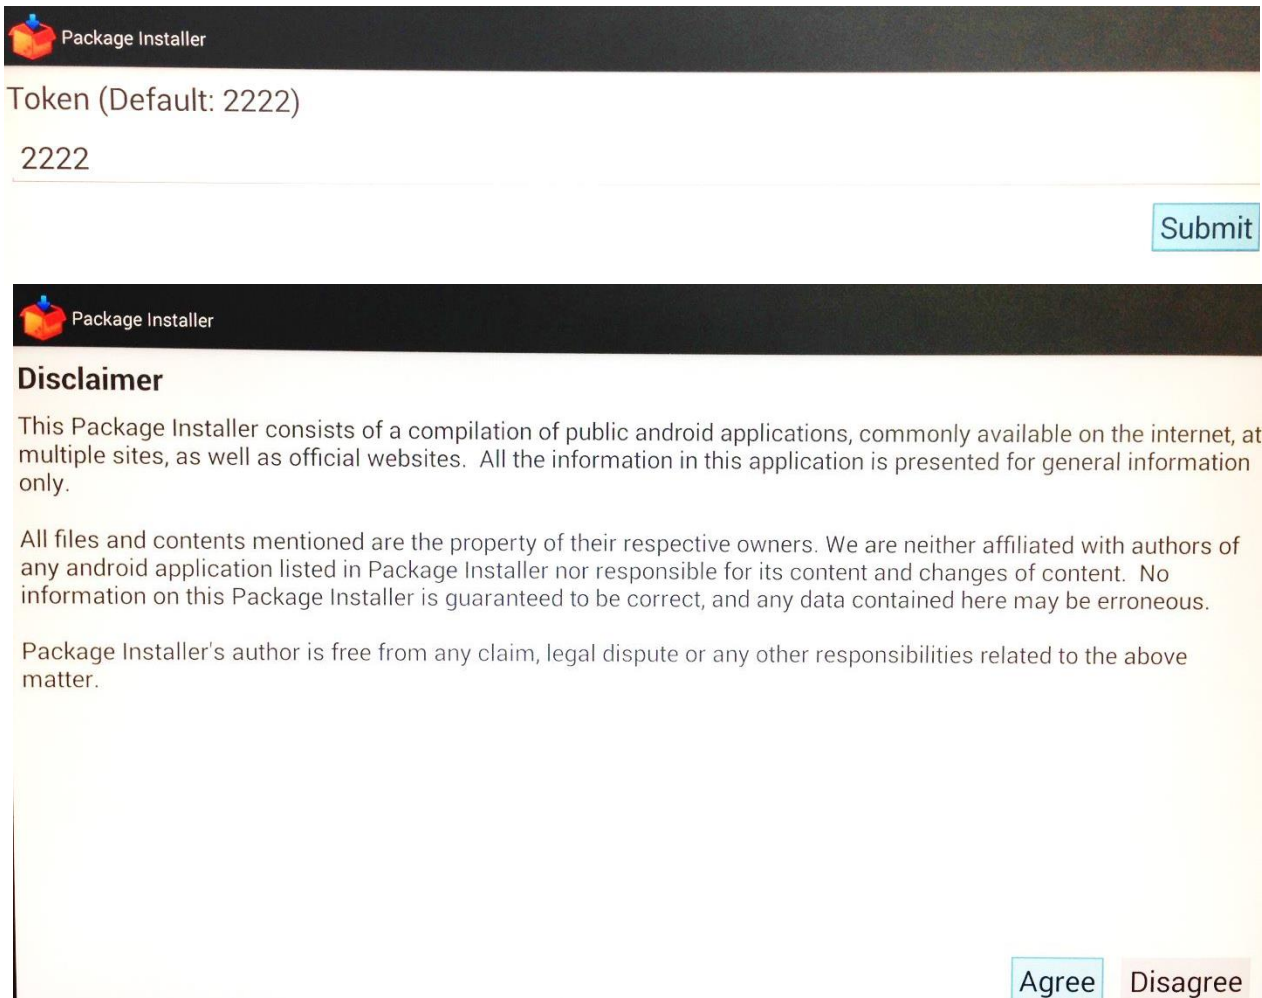 Package Installer
Token (Default: 2222)
2222
Submit
Package Installer
Disclaimer
This Package Installer consists of a compilation of public android applications, commonly available on the internet, at
multiple sites, as well as official websites.  All the information in this application is presented for general information
only.
All files and contents mentioned are the property of their respective owners. We are neither affiliated with authors of
any android application listed in Package Installer nor responsible for its content and changes of content.  No
information on this Package Installer is guaranteed to be correct, and any data contained here may be erroneous.
Package Installer's author is free from any claim, legal dispute or any other responsibilities related to the above
matter.
Agree Disagree